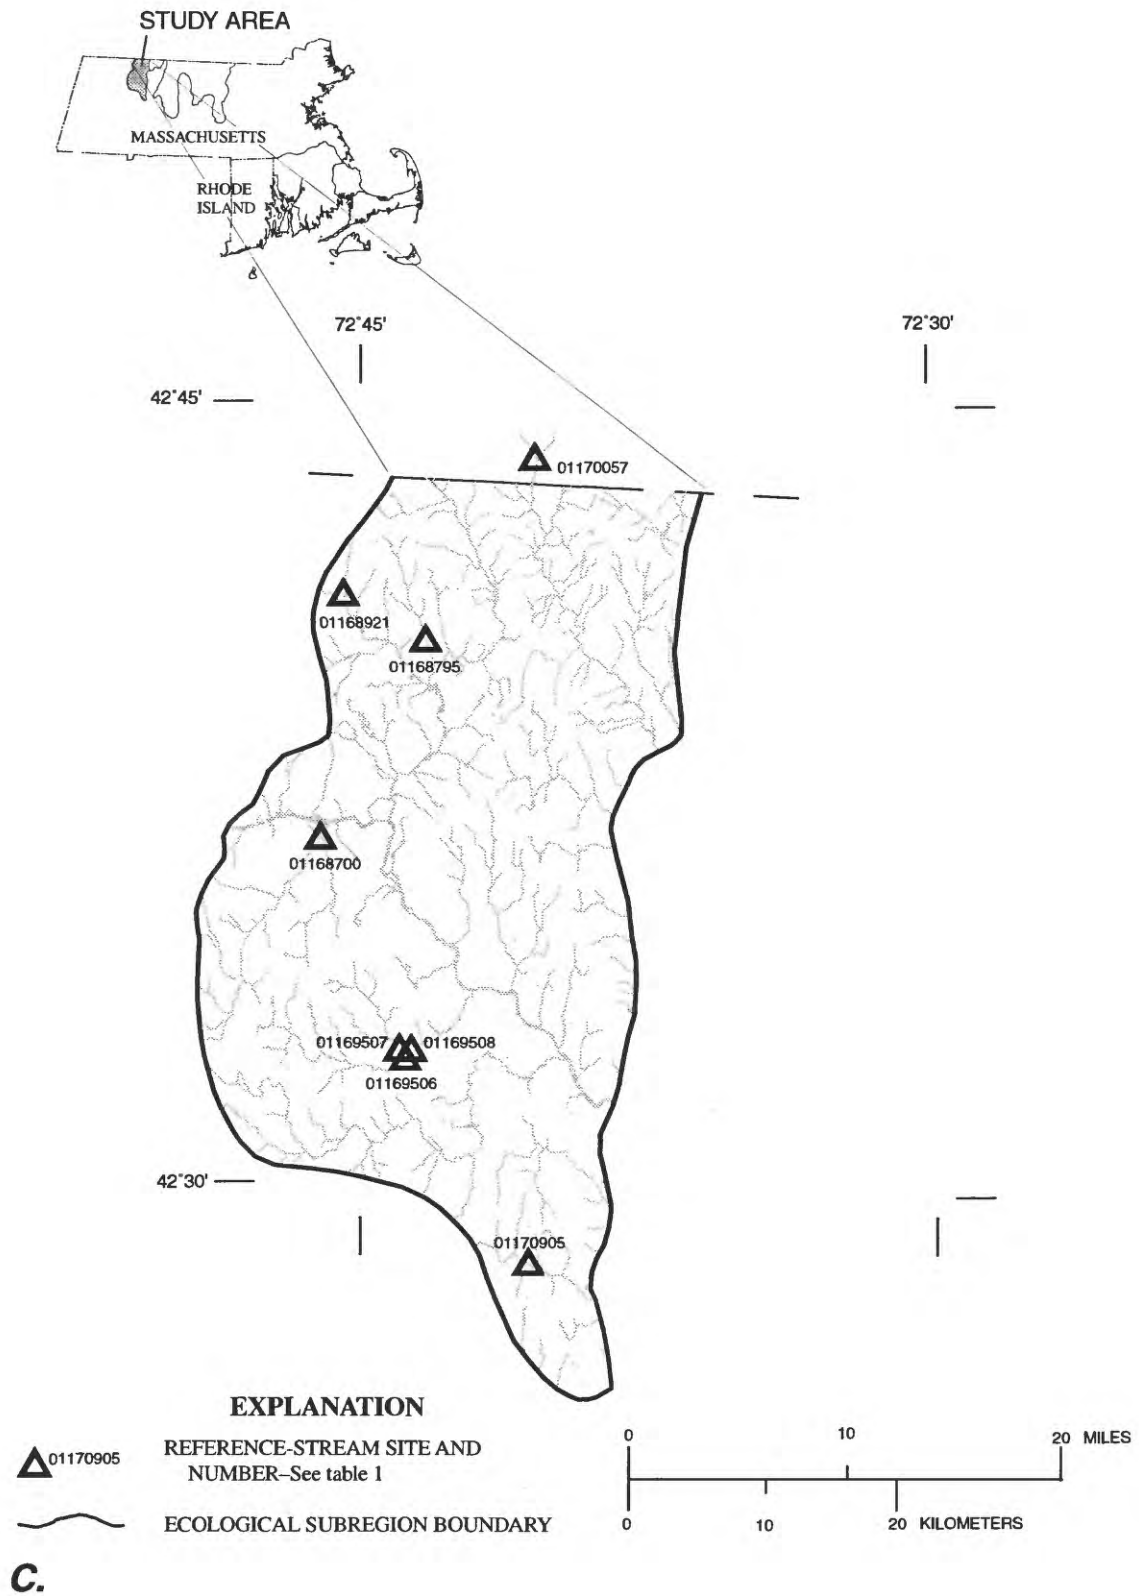 STUDY AREA
MASSACHUSETTS
RHODE
ISLAND
72°45'
72°30'
42°45'
01170057
01168921
01168795
01168700
01169507
01169508
01169506
42°30'
01170905
EXPLANATION
01170905
REFERENCE-STREAM SITE AND
NUMBER–See table 1
ECOLOGICAL SUBREGION BOUNDARY
0
10
20 MILES
0
10
20 KILOMETERS
C.